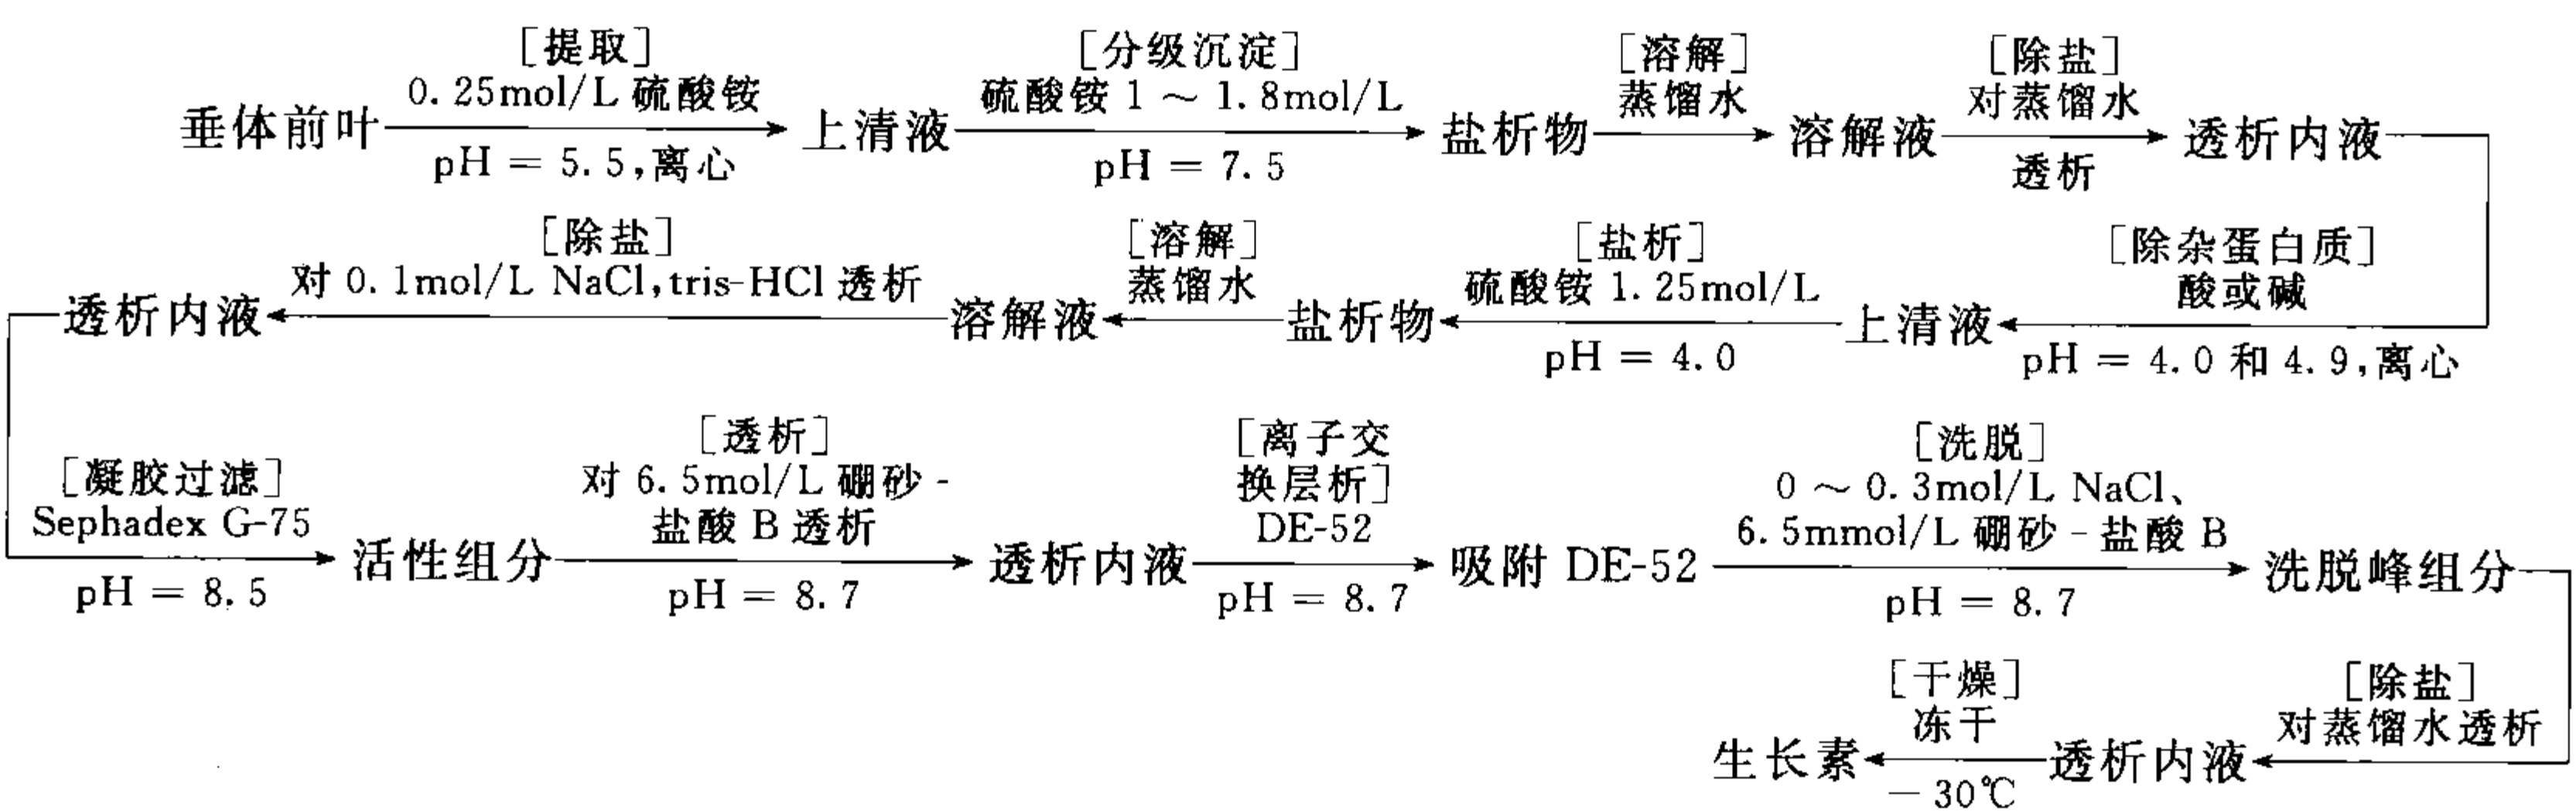 [提取]
0.25mol/L 硫酸铵
垂体前叶
pH = 5.5,离心
上清液
[分级沉淀]
硫酸铵 1 ~ 1.8mol/L
pH = 7.5
盐析物
[溶解]
蒸馏水
溶解液
[除盐]
对蒸馏水
透析
透析内液
[除杂蛋白质]
酸或碱
pH = 4.0 和 4.9,离心
上清液
[盐析]
硫酸铵 1.25mol/L
pH = 4.0
盐析物
[溶解]
蒸馏水
溶解液
[除盐]
对 0.1mol/L NaCl,tris-HCl 透析
透析内液
[凝胶过滤]
Sephadex G-75
pH = 8.5
活性组分
[透析]
对 6.5mol/L 硼砂-
盐酸 B 透析
pH = 8.7
透析内液
[离子交
换层析]
DE-52
pH = 8.7
吸附 DE-52
[洗脱]
0 ~ 0.3mol/L NaCl、
6.5mmol/L 硼砂-盐酸 B
pH = 8.7
洗脱峰组分
[除盐]
对蒸馏水透析
透析内液
[干燥]
冻干
-30℃
生长素